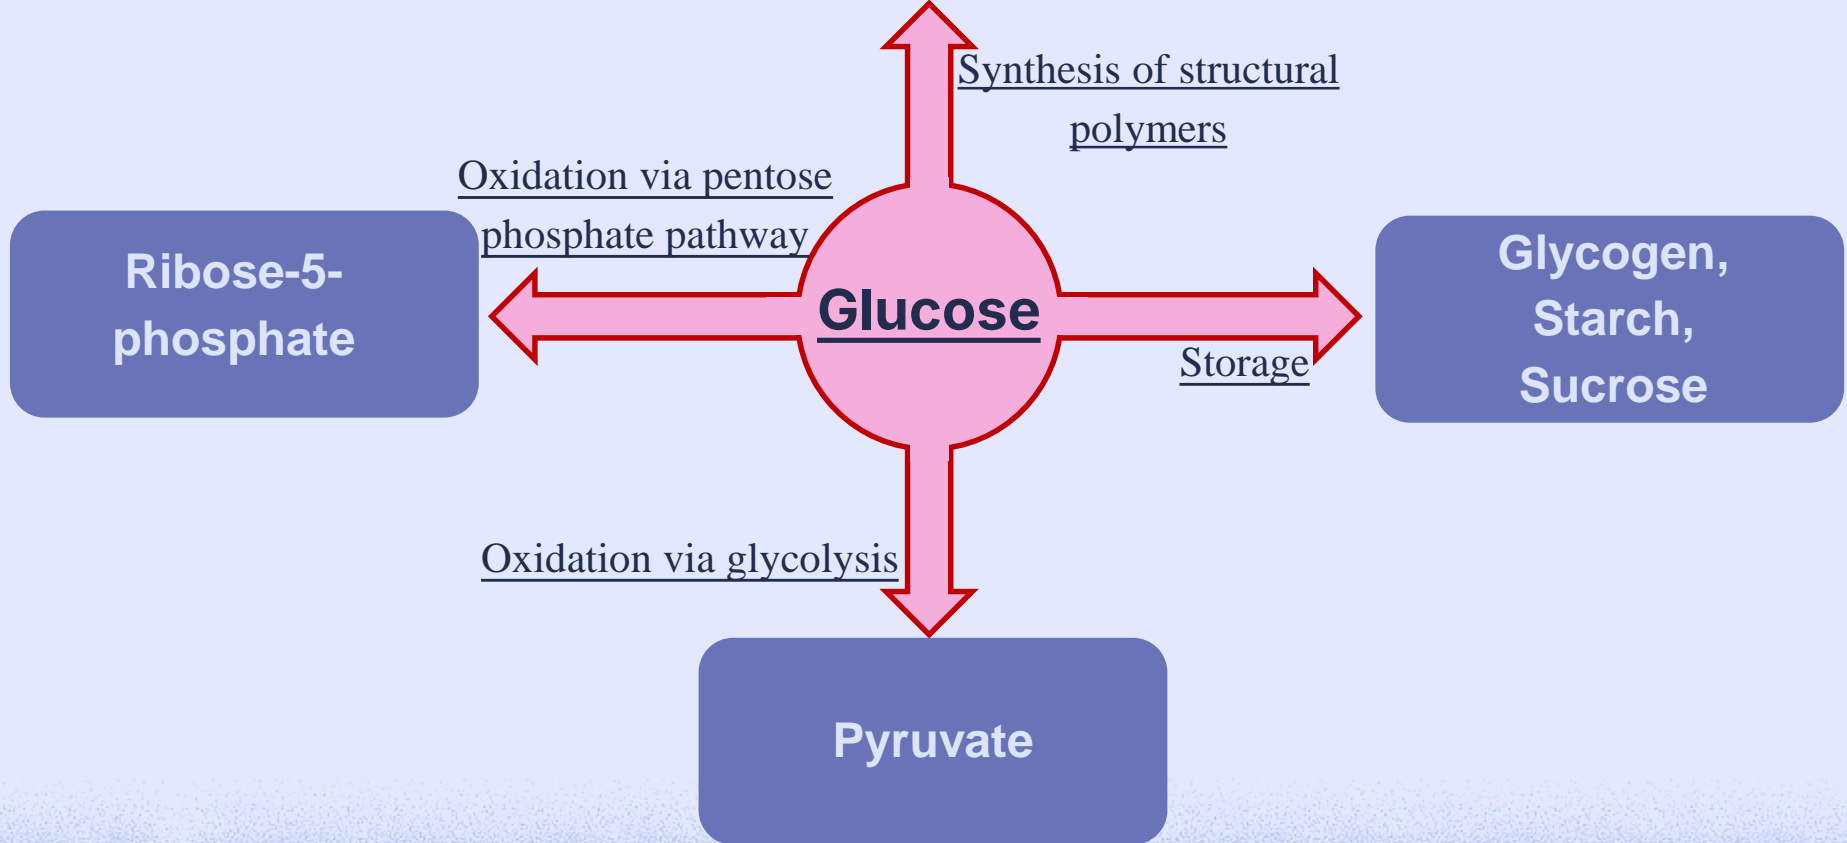 Synthesis of structural
polymers
Oxidation via pentose
phosphate pathway
Ribose-5-
phosphate
Glucose
Glycogen,
Starch,
Sucrose
Storage
Oxidation via glycolysis
Pyruvate